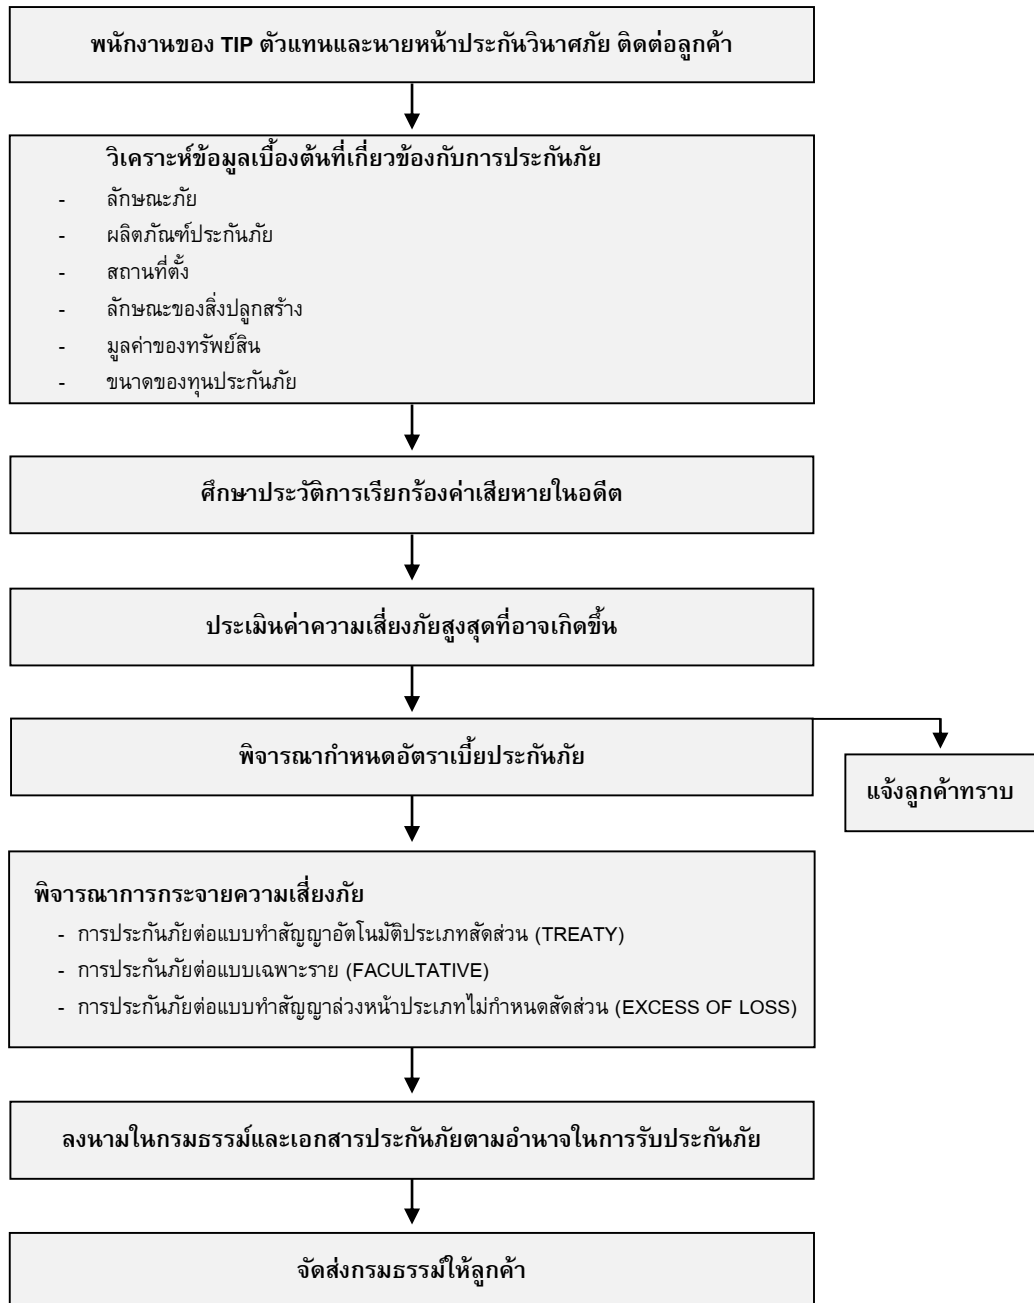 พนักงานของ TIP ตัวแทนและนายหน้าประกันวินาศภัย ติดต่อลูกค้า
วิเคราะห์ข้อมูลเบื้องต้นที่เกี่ยวข้องกับการประกันภัย
- ลักษณะภัย
- ผลิตภัณฑ์ประกันภัย
- สถานที่ตั้ง
- ลักษณะของสิ่งปลูกสร้าง
- มูลค่าของทรัพย์สิน
- ขนาดของทุนประกันภัย
ศึกษาประวัติการเรียกร้องค่าเสียหายในอดีต
ประเมินค่าความเสี่ยงภัยสูงสุดที่อาจเกิดขึ้น
พิจารณากำหนดอัตราเบี้ยประกันภัย
แจ้งลูกค้าทราบ
พิจารณาการกระจายความเสี่ยงภัย
- การประกันภัยต่อแบบทำสัญญาอัตโนมัติประเภทสัดส่วน (TREATY)
- การประกันภัยต่อแบบเฉพาะราย (FACULTATIVE)
- การประกันภัยต่อแบบทำสัญญาล่วงหน้าประเภทไม่กำหนดสัดส่วน (EXCESS OF LOSS)
ลงนามในกรมธรรม์และเอกสารประกันภัยตามอำนาจในการรับประกันภัย
จัดส่งกรมธรรม์ให้ลูกค้า